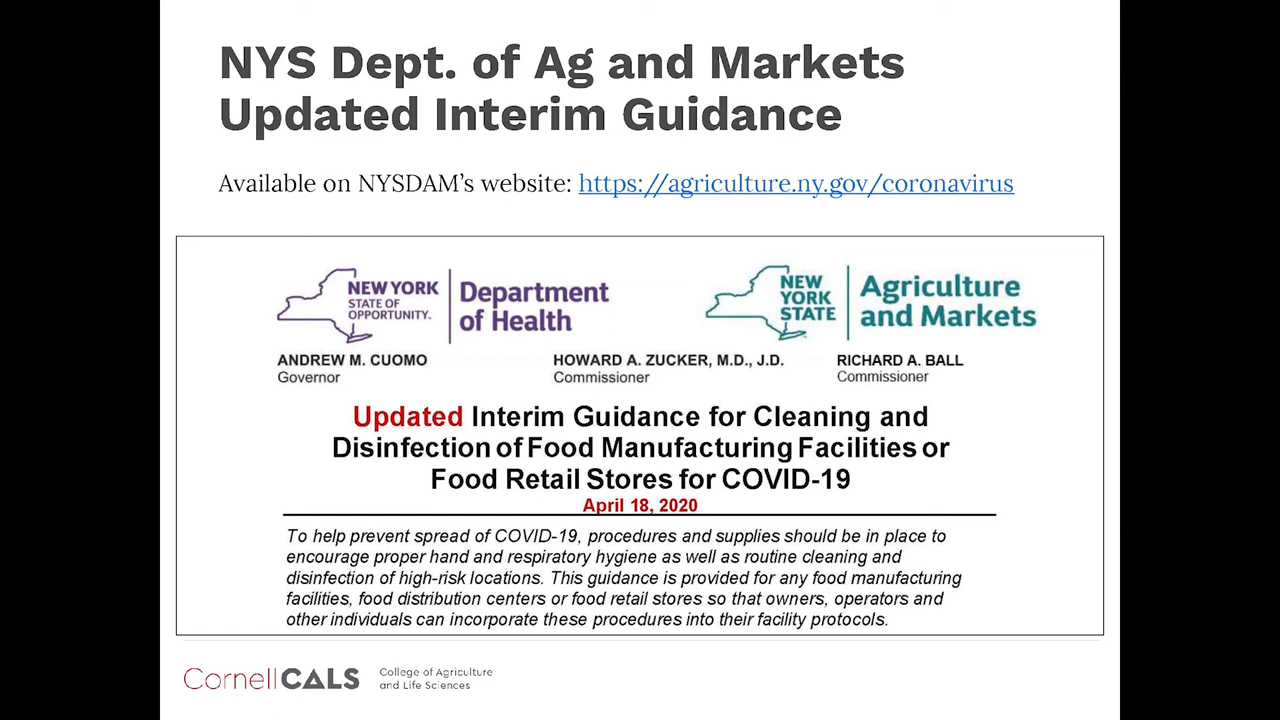 NYS Dept. of Ag and Markets
Updated Interim Guidance
Available on NYSDAM's website: https://agriculture.ny.gov/coronavirus
NEW YORK
STATE OF
OPPORTUNITY.
Department
of Health
NEW
YORK
STATE
Agriculture
and Markets
ANDREW M. CUOMO
Governor
HOWARD A. ZUCKER, M.D., J.D.
Commissioner
RICHARD A. BALL
Commissioner
Updated Interim Guidance for Cleaning and
Disinfection of Food Manufacturing Facilities or
Food Retail Stores for COVID-19
April 18, 2020
To help prevent spread of COVID-19, procedures and supplies should be in place to
encourage proper hand and respiratory hygiene as well as routine cleaning and
disinfection of high-risk locations. This guidance is provided for any food manufacturing
facilities, food distribution centers or food retail stores so that owners, operators and
other individuals can incorporate these procedures into their facility protocols.
CornellCALS
College of Agriculture
and Life Sciences